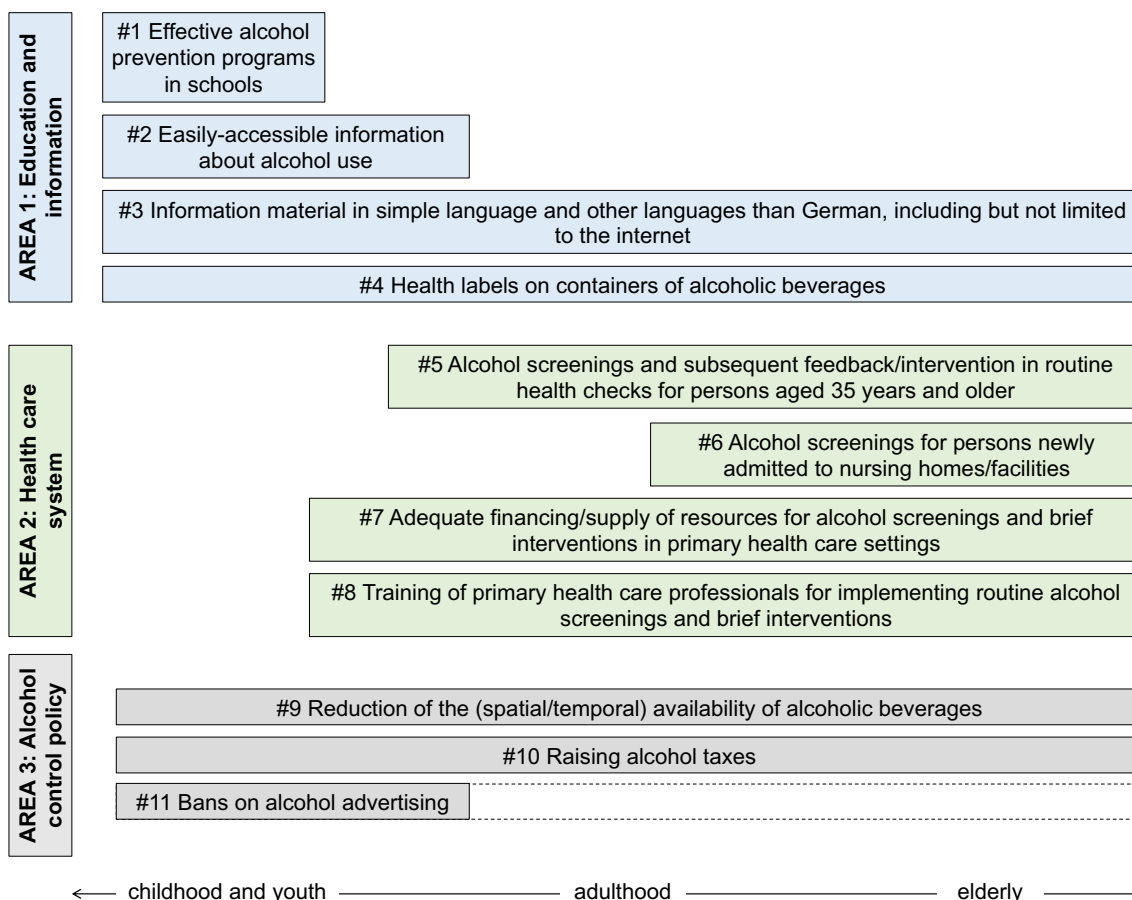 AREA 1: Education and
information
#1 Effective alcohol
prevention programs
in schools
#2 Easily-accessible information
about alcohol use
#3 Information material in simple language and other languages than German, including but not limited
to the internet
#4 Health labels on containers of alcoholic beverages
AREA 2: Health care
system
#5 Alcohol screenings and subsequent feedback/intervention in routine
health checks for persons aged 35 years and older
#6 Alcohol screenings for persons newly
admitted to nursing homes/facilities
#7 Adequate financing/supply of resources for alcohol screenings and brief
interventions in primary health care settings
#8 Training of primary health care professionals for implementing routine alcohol
screenings and brief interventions
AREA 3: Alcohol
control policy
#9 Reduction of the (spatial/temporal) availability of alcoholic beverages
#10 Raising alcohol taxes
#11 Bans on alcohol advertising
childhood and youth adulthood elderly